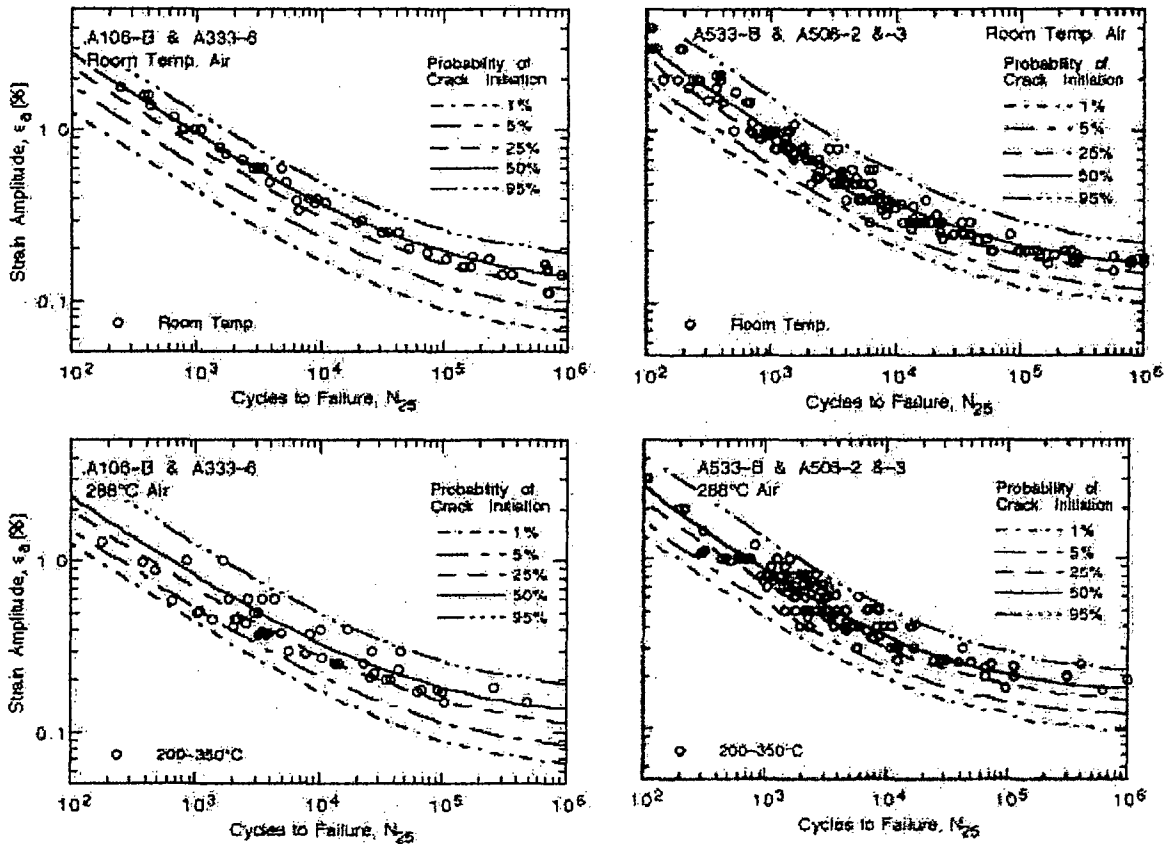 A106-B & A333-6
Room Temp. Air
Probability of
Crack Initiation
1%
5%
25%
50%
95%
Strain Amplitude, εa (%)
1.0
0.1
Room Temp.
10² 10³ 10⁴ 10⁵ 10⁶
Cycles to Failure, N25
A533-B & A508-2 &-3 Room Temp. Air
Probability of
Crack Initiation
1%
5%
25%
50%
95%
Room Temp.
10² 10³ 10⁴ 10⁵ 10⁶
Cycles to Failure, N25
A106-B & A333-6
288°C Air
Probability of
Crack Initiation
1%
5%
25%
50%
95%
Strain Amplitude, εa (%)
1.0
0.1
200-350°C
10² 10³ 10⁴ 10⁵ 10⁶
Cycles to Failure, N25
A533-B & A508-2 &-3
288°C Air
Probability of
Crack Initiation
1%
5%
25%
50%
95%
200-350°C
10² 10³ 10⁴ 10⁵ 10⁶
Cycles to Failure, N25